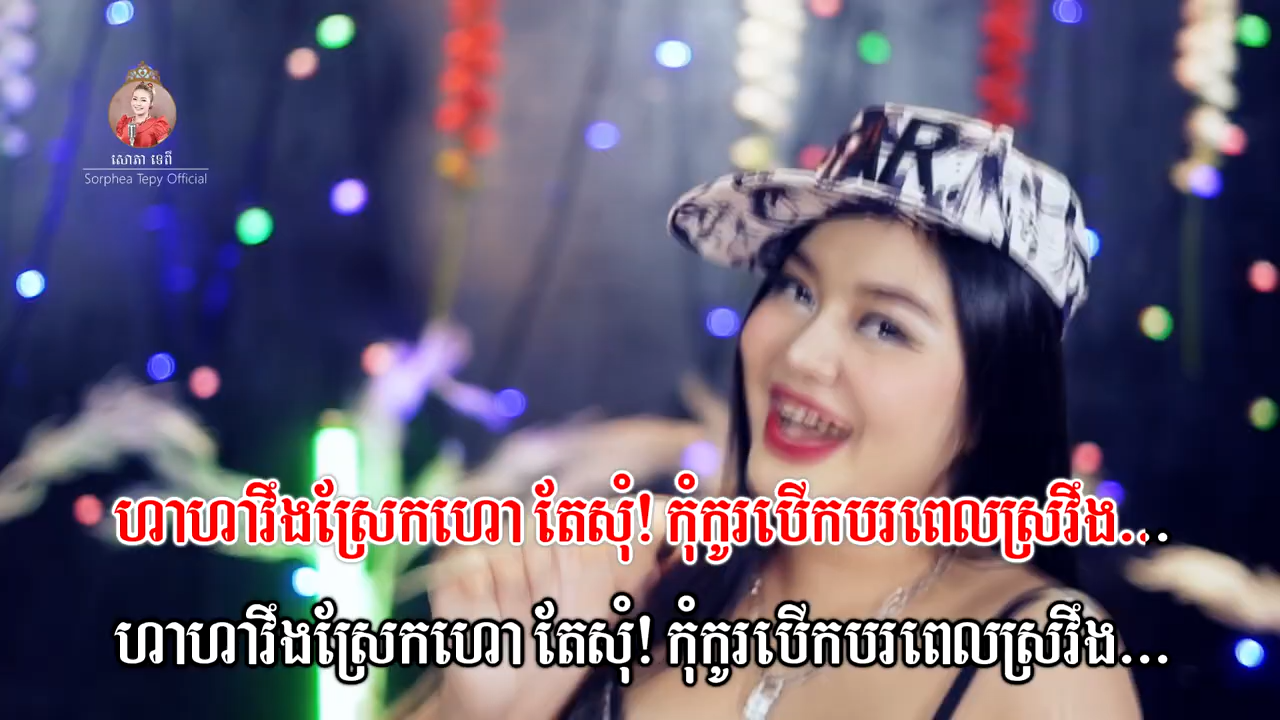 សោភា ទេពី
Sorphea Tepy Official
ហាហាវឹងស្រែកហោ តែសុំ! កុំកូរបើកបរពេលស្រវឹង...
ហាហាវឹងស្រែកហោ តែសុំ! កុំកូរបើកបរពេលស្រវឹង...